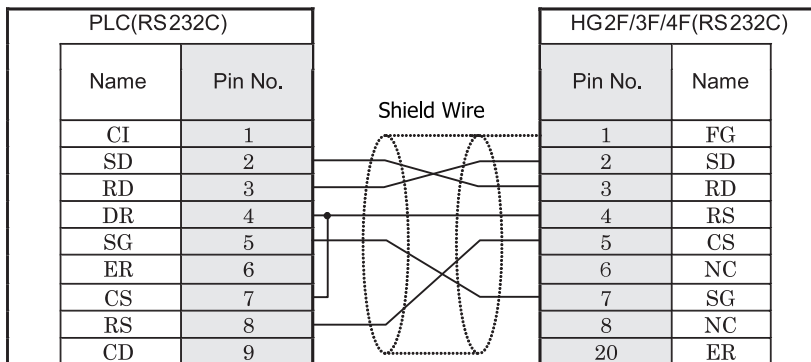 PLC(RS232C) HG2F/3F/4F(RS232C)
Name Pin No. Pin No. Name
Shield Wire
CI 1 1 FG
SD 2 2 SD
RD 3 3 RD
DR 4 4 RS
SG 5 5 CS
ER 6 6 NC
CS 7 7 SG
RS 8 8 NC
CD 9 20 ER